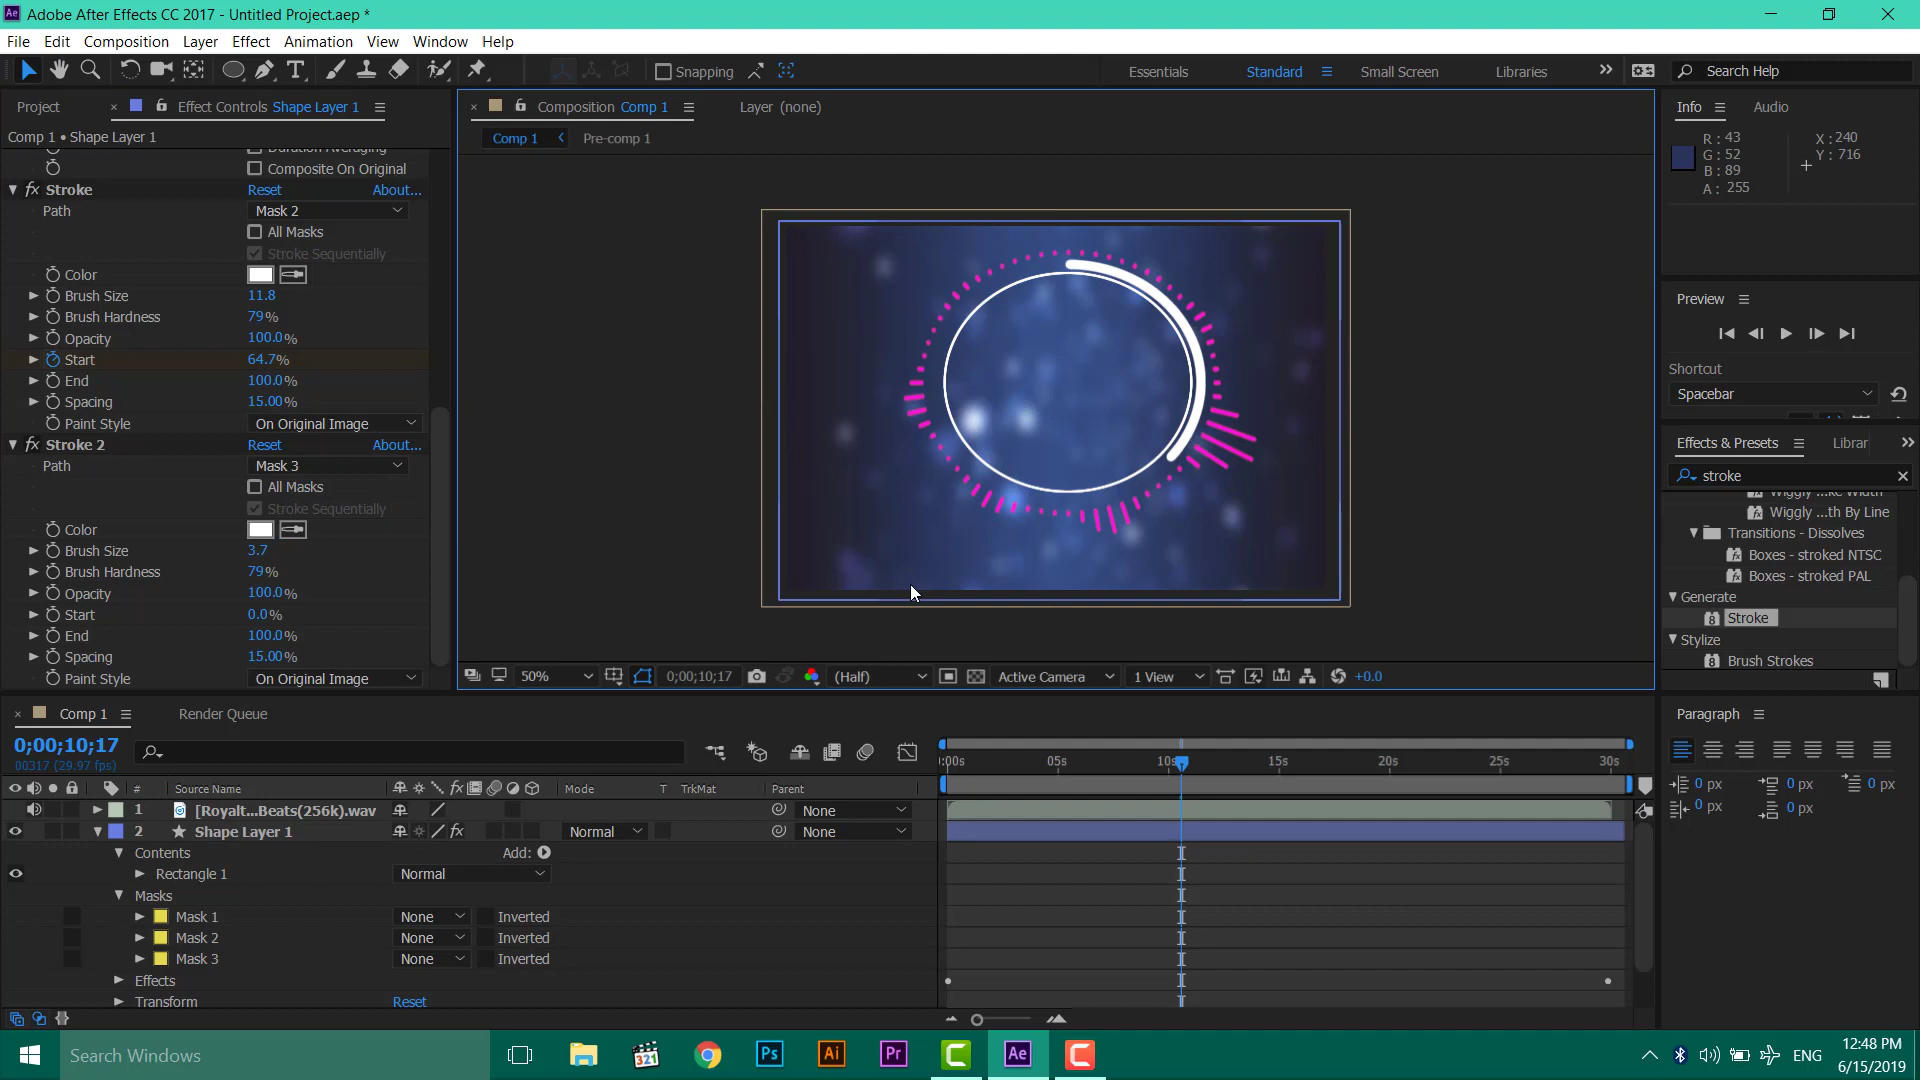 Adobe After Effects CC 2017 - Untitled Project.aep *
File Edit Composition Layer Effect Animation View Window Help
Snapping Essentials Standard Small Screen Libraries Search Help
Project Effect Controls Shape Layer 1
Composition Comp 1 Layer (none)
Info Audio
Comp 1 • Shape Layer 1
Comp 1 Pre-comp 1
R : 43 X : 240
G : 52 Y : 716
B : 89
A : 255
Duration Averaging
Composite On Original
fx Stroke Reset About...
Path Mask 2
All Masks
Stroke Sequentially
Color
Brush Size 11.8
Brush Hardness 79%
Opacity 100.0%
Start 64.7%
End 100.0%
Spacing 15.00%
Paint Style On Original Image
fx Stroke 2 Reset About...
Path Mask 3
All Masks
Stroke Sequentially
Color
Brush Size 3.7
Brush Hardness 79%
Opacity 100.0%
Start 0.0%
End 100.0%
Spacing 15.00%
Paint Style On Original Image
50% 0;00;10;17 (Half) Active Camera 1 View +0.0
Preview
Shortcut
Spacebar
Effects & Presets Librar
stroke
Wiggly ...th By Line
Transitions - Dissolves
Boxes - stroked NTSC
Boxes - stroked PAL
Generate
Stroke
Stylize
Brush Strokes
Comp 1 Render Queue
0;00;10;17
00317 (29.97 fps)
# Source Name fx Mode T TrkMat Parent
:00s 05s 10s 15s 20s 25s 30s
1 [Royalt...Beats(256k).wav None
2 Shape Layer 1 fx Normal None
Contents Add:
Rectangle 1 Normal
Masks
Mask 1 None Inverted
Mask 2 None Inverted
Mask 3 None Inverted
Effects
Transform Reset
Paragraph
0 px 0 px 0 px
0 px 0 px
Search Windows
321
Ps Ai Pr Ae
ENG
12:48 PM
6/15/2019